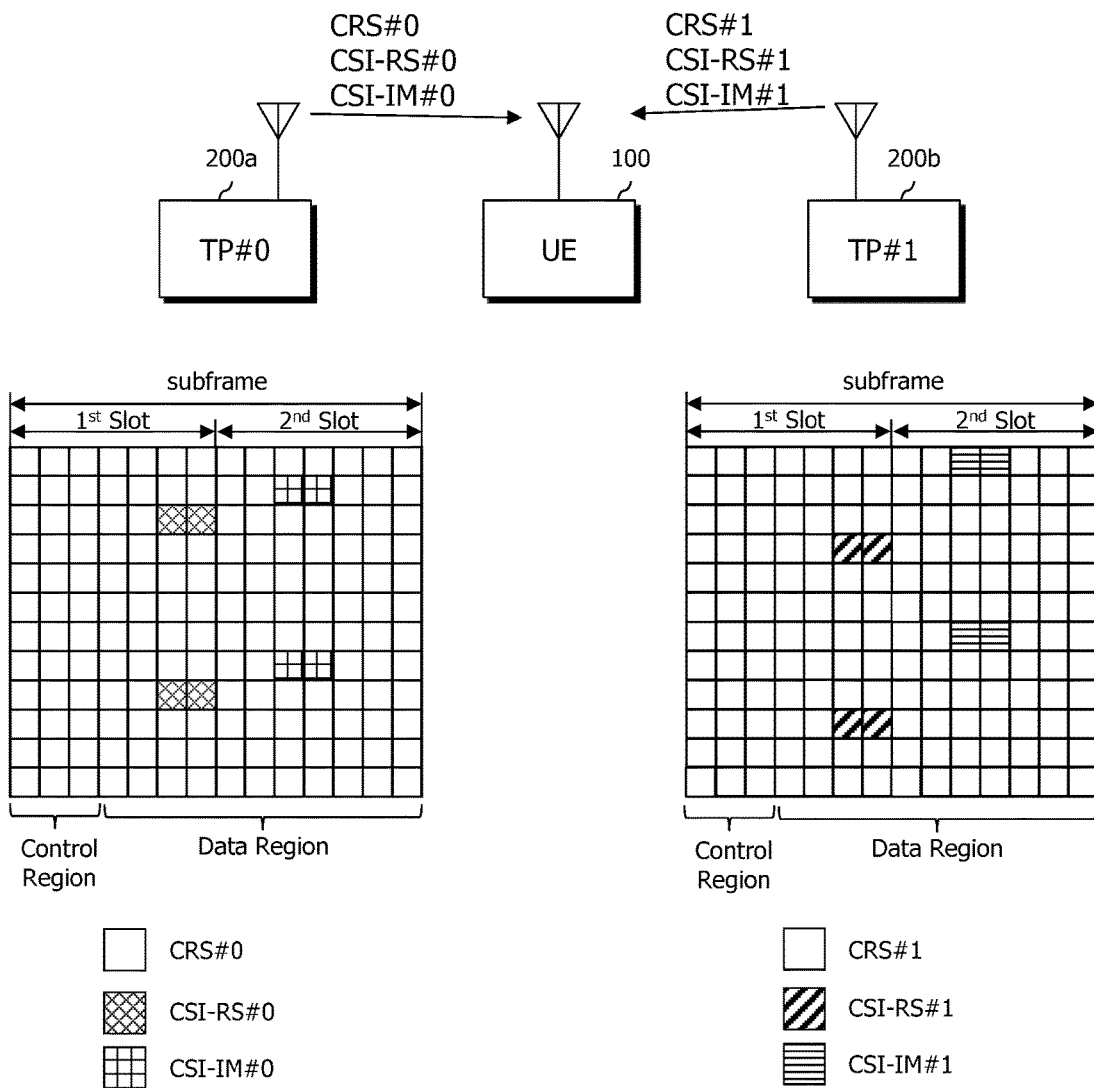 CRS#0
CSI-RS#0
CSI-IM#0
CRS#1
CSI-RS#1
CSI-IM#1
200a
100
200b
TP#0
UE
TP#1
subframe
1st Slot
2nd Slot
Control
Region
Data Region
CRS#0
CSI-RS#0
CSI-IM#0
subframe
1st Slot
2nd Slot
Control
Region
Data Region
CRS#1
CSI-RS#1
CSI-IM#1